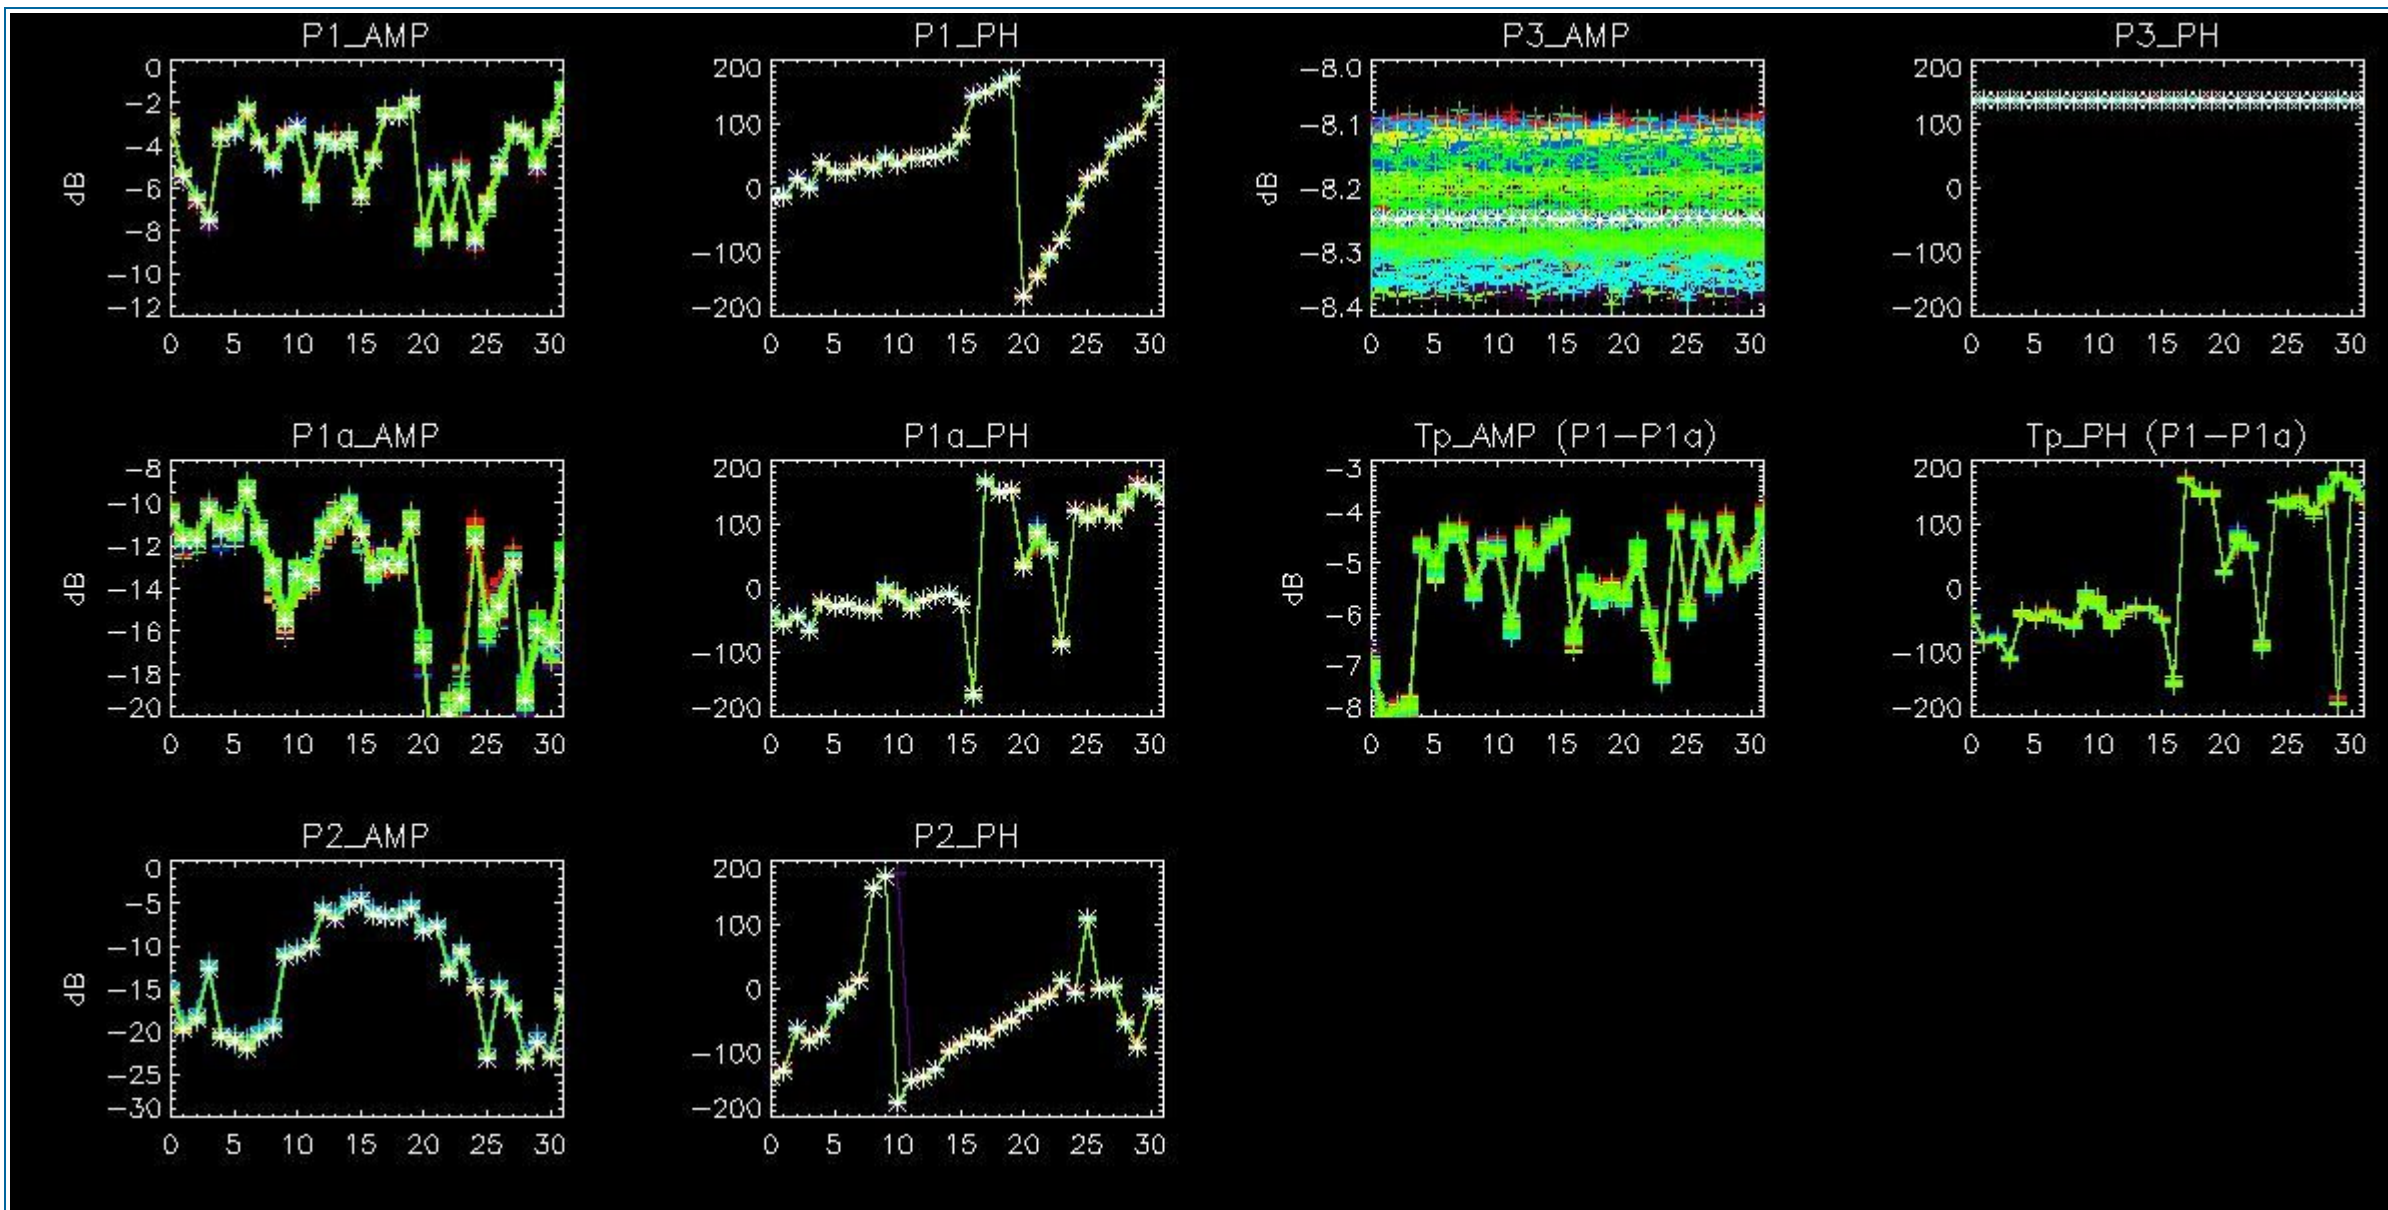 P1_AMP
P1_PH
P3_AMP
P3_PH
0
−2
−4
−6
−8
−10
−12
dB
0 5 10 15 20 25 30
200
100
0
−100
−200
0 5 10 15 20 25 30
−8.0
−8.1
−8.2
−8.3
−8.4
dB
0 5 10 15 20 25 30
200
100
0
−100
−200
0 5 10 15 20 25 30
P1a_AMP
P1a_PH
Tp_AMP (P1−P1a)
Tp_PH (P1−P1a)
−8
−10
−12
−14
−16
−18
−20
dB
0 5 10 15 20 25 30
200
100
0
−100
−200
0 5 10 15 20 25 30
−3
−4
−5
−6
−7
−8
dB
0 5 10 15 20 25 30
200
100
0
−100
−200
0 5 10 15 20 25 30
P2_AMP
P2_PH
0
−5
−10
−15
−20
−25
−30
dB
0 5 10 15 20 25 30
200
100
0
−100
−200
0 5 10 15 20 25 30